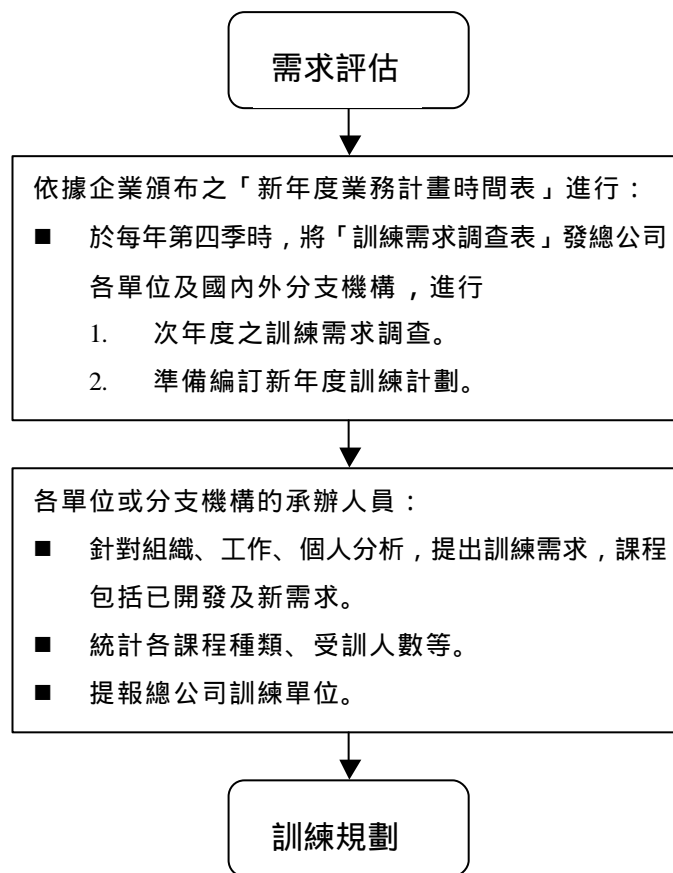 需求評估
依據企業頒布之「新年度業務計畫時間表」進行：
■ 於每年第四季時，將「訓練需求調查表」發總公司
各單位及國內外分支機構，進行
1. 次年度之訓練需求調查。
2. 準備編訂新年度訓練計劃。
各單位或分支機構的承辦人員：
■ 針對組織、工作、個人分析，提出訓練需求，課程
包括已開發及新需求。
■ 統計各課程種類、受訓人數等。
■ 提報總公司訓練單位。
訓練規劃